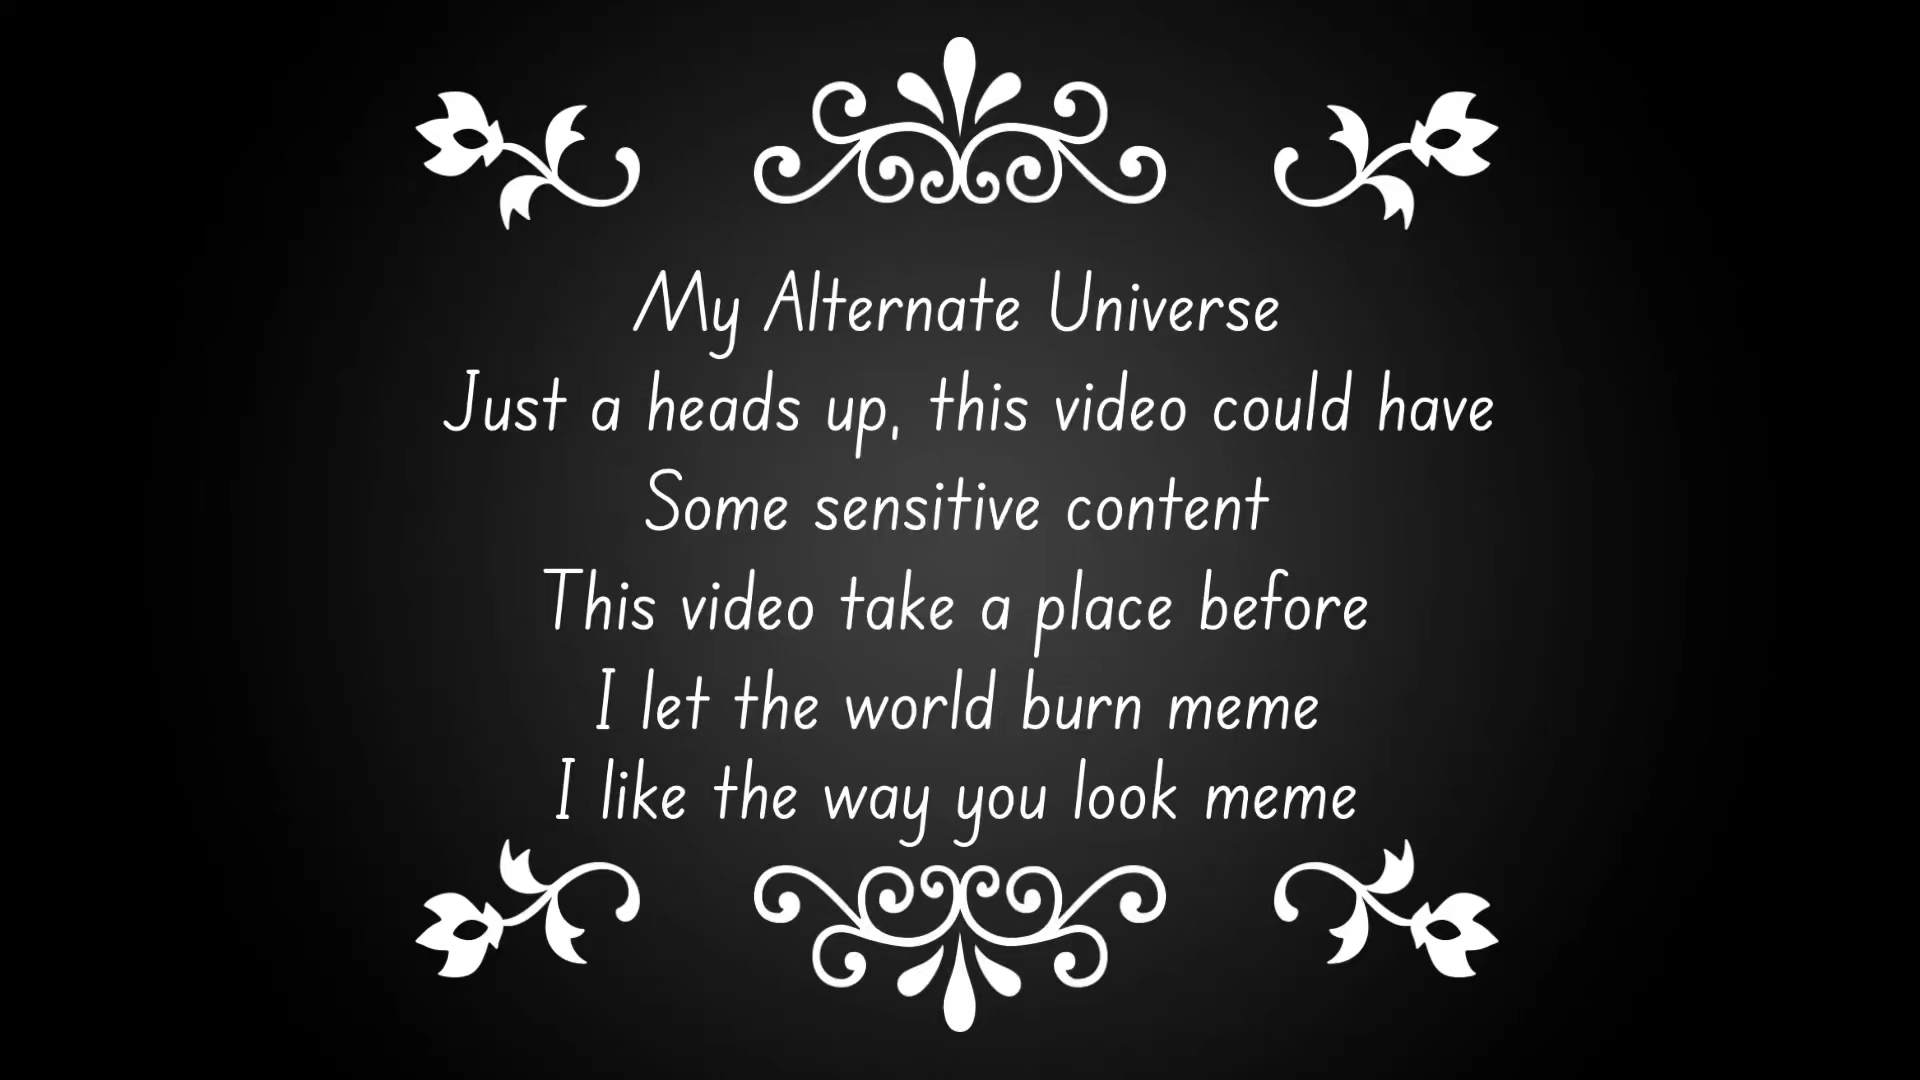 My Alternate Universe
Just a heads up, this video could have
Some sensitive content
This video take a place before
I let the world burn meme
I like the way you look meme